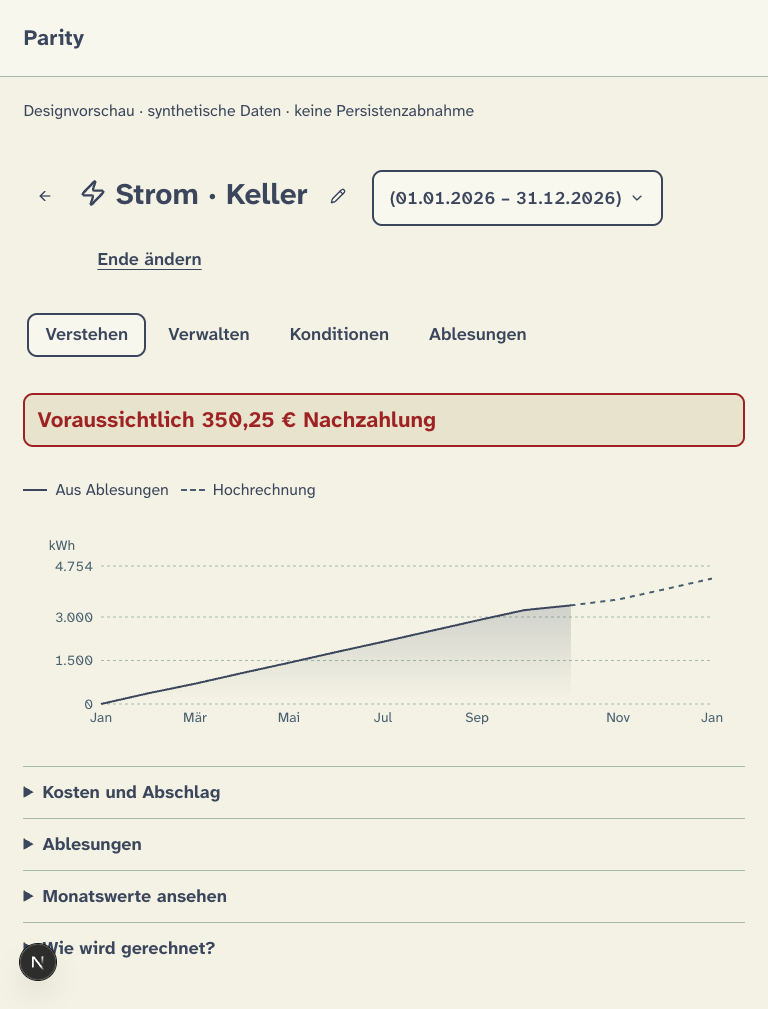 Parity
Designvorschau · synthetische Daten · keine Persistenzabnahme
Strom · Keller
(01.01.2026 – 31.12.2026)
Ende ändern
Verstehen Verwalten Konditionen Ablesungen
Voraussichtlich 350,25 € Nachzahlung
Aus Ablesungen Hochrechnung
kWh
4.754
3.000
1.500
0
Jan Mär Mai Jul Sep Nov Jan
Kosten und Abschlag
Ablesungen
Monatswerte ansehen
Wie wird gerechnet?
N